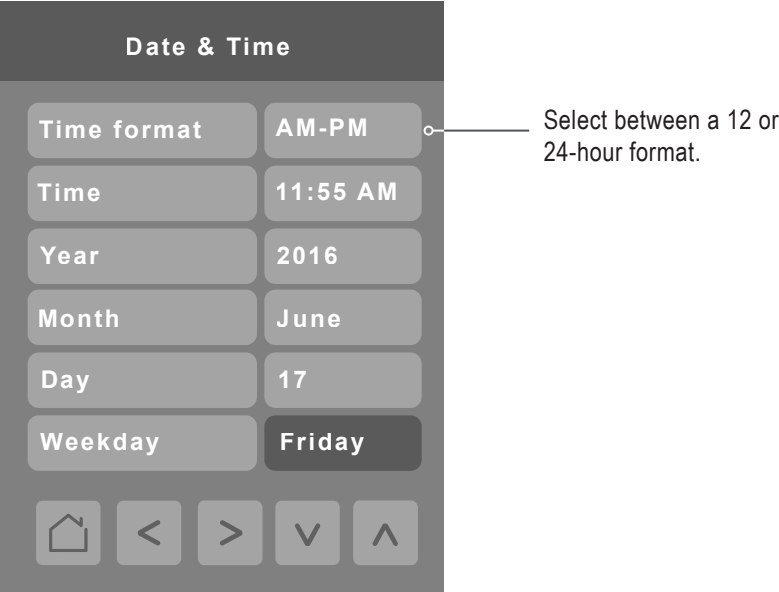 Date & Time
Time format AM-PM
Time 11:55 AM
Year 2016
Month June
Day 17
Weekday Friday
Select between a 12 or
24-hour format.